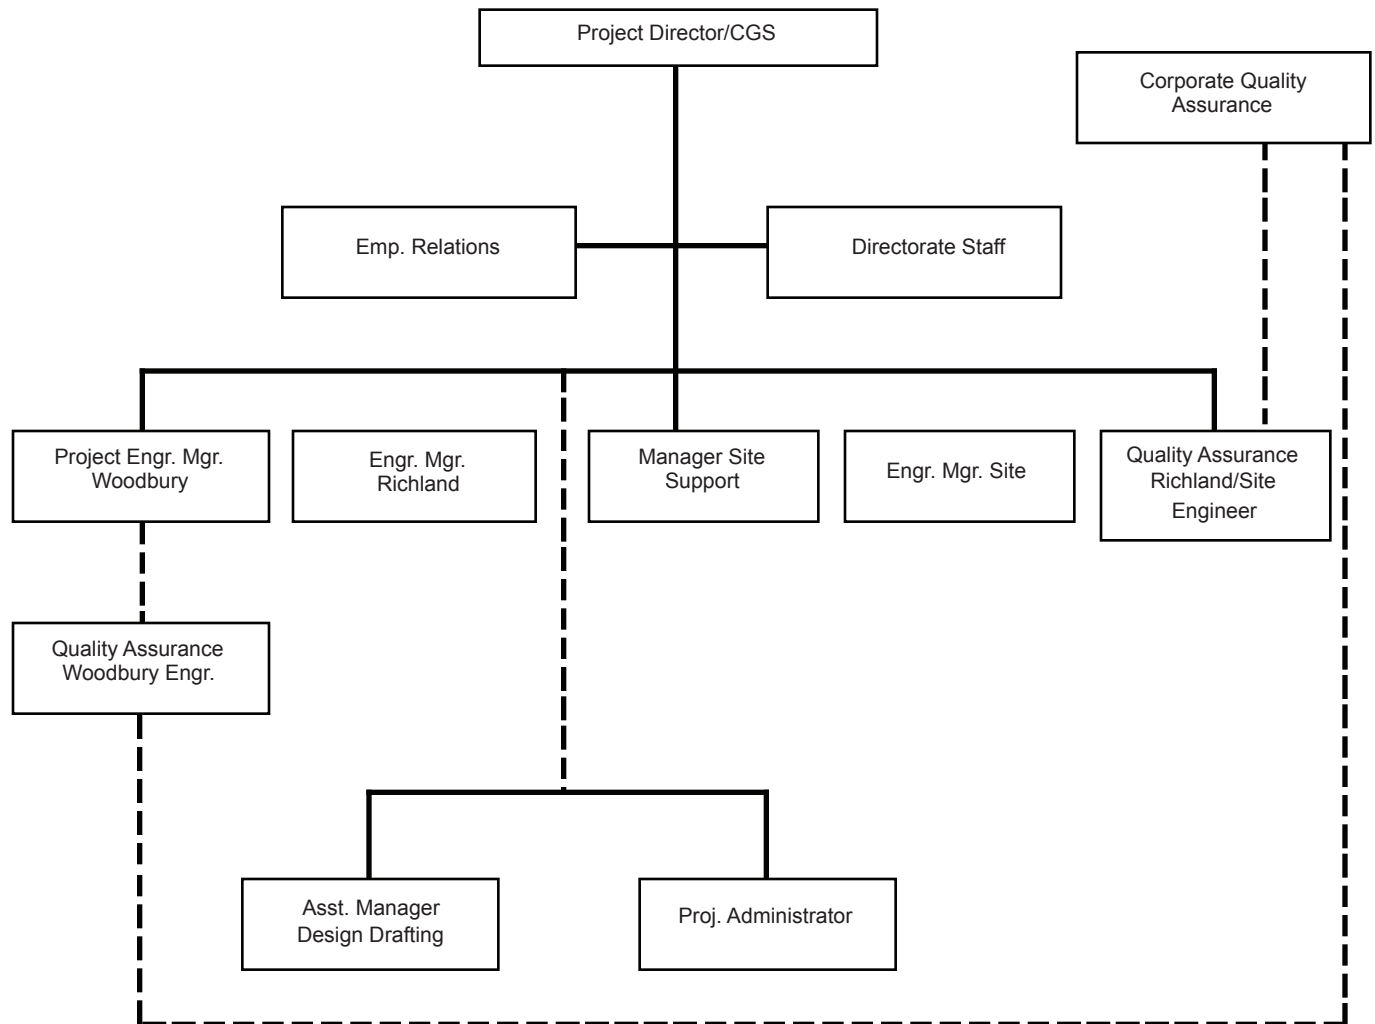 Project Director/CGS
Corporate Quality
Assurance
Emp. Relations
Directorate Staff
Project Engr. Mgr.
Woodbury
Engr. Mgr.
Richland
Manager Site
Support
Engr. Mgr. Site
Quality Assurance
Richland/Site
Engineer
Quality Assurance
Woodbury Engr.
Asst. Manager
Design Drafting
Proj. Administrator